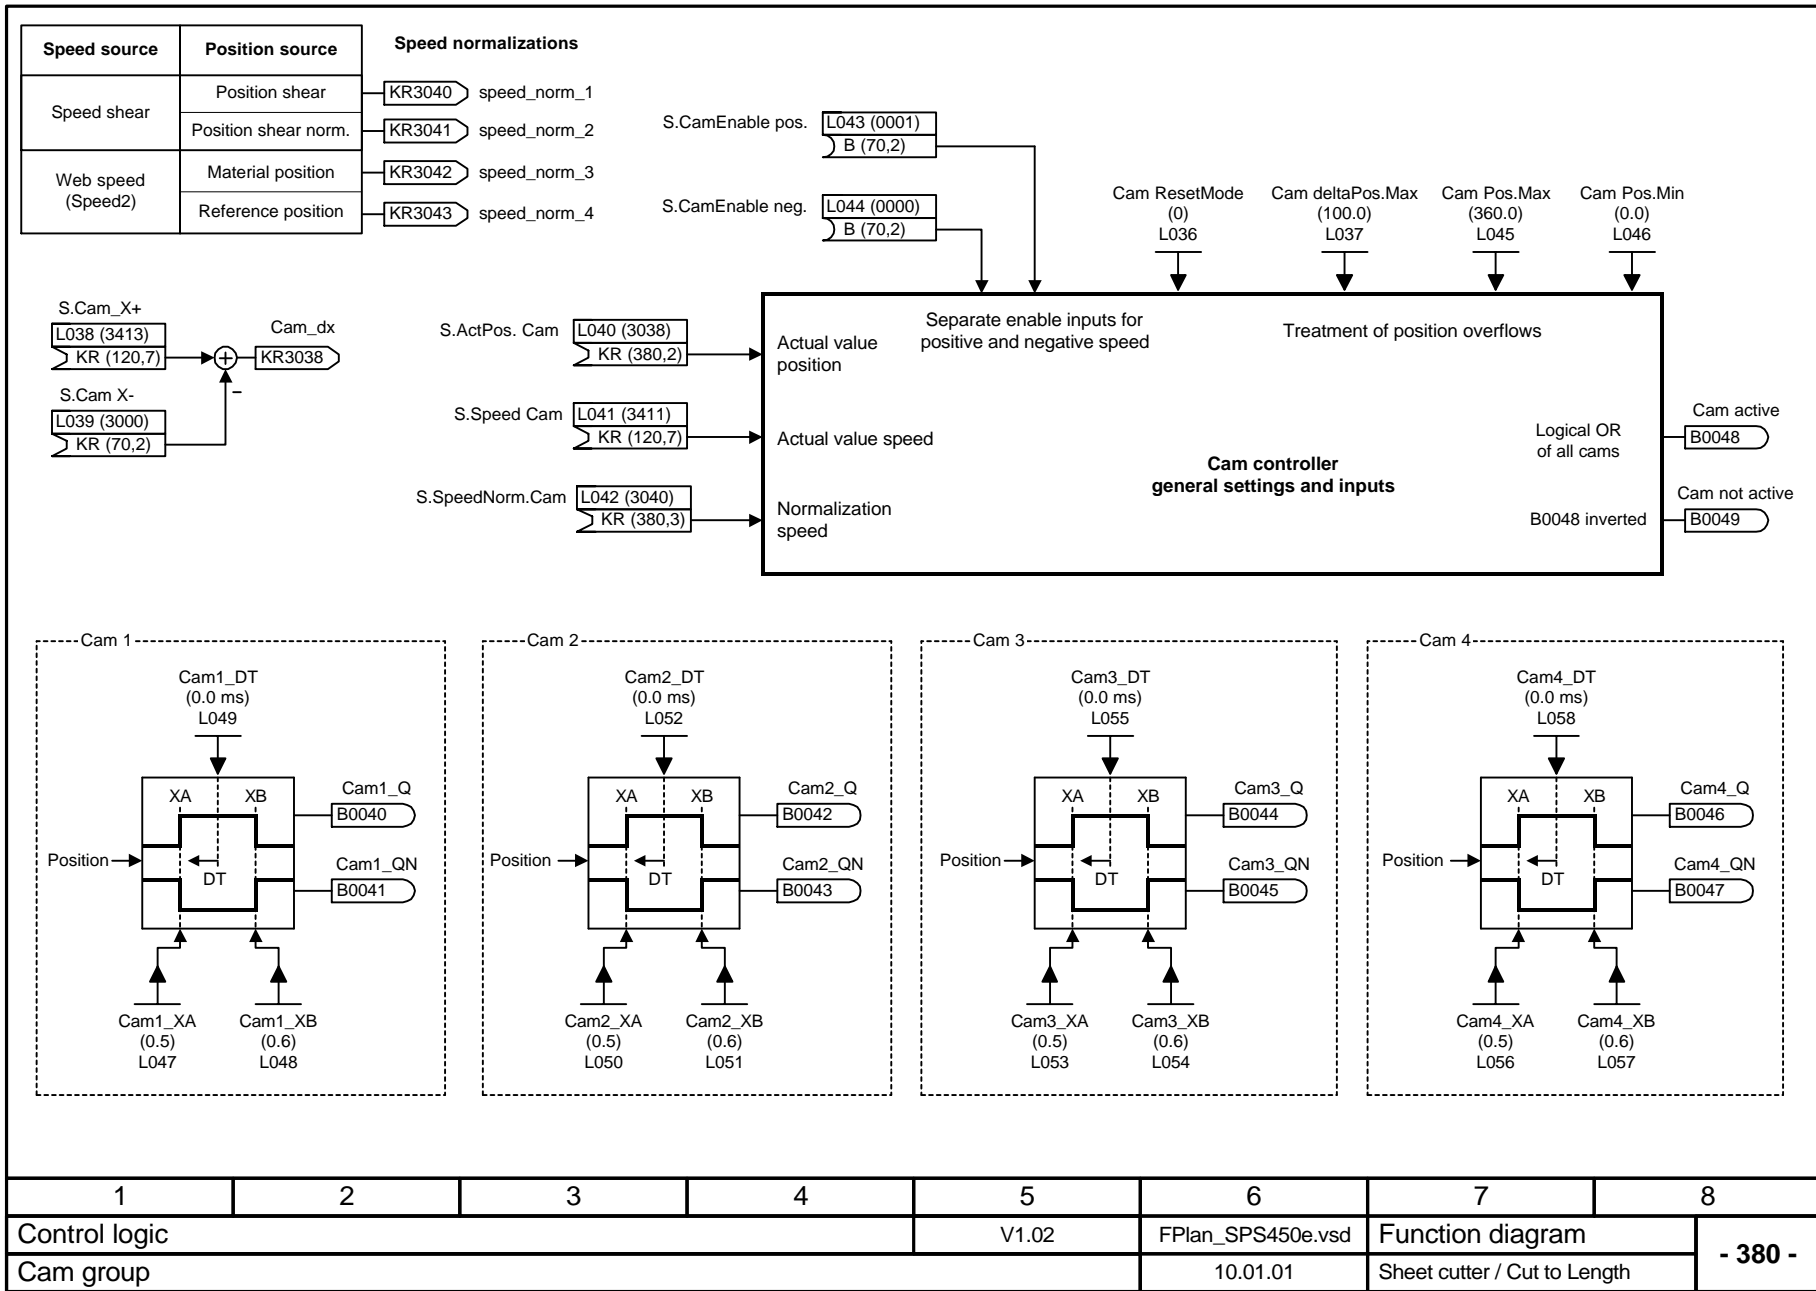 Speed source
Position source
Speed normalizations
Speed shear
Position shear
KR3040
speed_norm_1
Position shear norm.
KR3041
speed_norm_2
Web speed
(Speed2)
Material position
KR3042
speed_norm_3
Reference position
KR3043
speed_norm_4
S.CamEnable pos.
L043 (0001)
B (70,2)
S.CamEnable neg.
L044 (0000)
B (70,2)
Cam ResetMode
(0)
L036
Cam deltaPos.Max
(100.0)
L037
Cam Pos.Max
(360.0)
L045
Cam Pos.Min
(0.0)
L046
S.Cam_X+
L038 (3413)
KR (120,7)
+
Cam_dx
KR3038
S.Cam X-
L039 (3000)
KR (70,2)
–
S.ActPos. Cam
L040 (3038)
KR (380,2)
S.Speed Cam
L041 (3411)
KR (120,7)
S.SpeedNorm.Cam
L042 (3040)
KR (380,3)
Actual value
position
Separate enable inputs for
positive and negative speed
Treatment of position overflows
Actual value speed
Normalization
speed
Cam controller
general settings and inputs
Logical OR
of all cams
B0048 inverted
Cam active
B0048
Cam not active
B0049
Cam 1
Cam1_DT
(0.0 ms)
L049
XA
XB
Position
DT
Cam1_Q
B0040
Cam1_QN
B0041
Cam1_XA
(0.5)
L047
Cam1_XB
(0.6)
L048
Cam 2
Cam2_DT
(0.0 ms)
L052
XA
XB
Position
DT
Cam2_Q
B0042
Cam2_QN
B0043
Cam2_XA
(0.5)
L050
Cam2_XB
(0.6)
L051
Cam 3
Cam3_DT
(0.0 ms)
L055
XA
XB
Position
DT
Cam3_Q
B0044
Cam3_QN
B0045
Cam3_XA
(0.5)
L053
Cam3_XB
(0.6)
L054
Cam 4
Cam4_DT
(0.0 ms)
L058
XA
XB
Position
DT
Cam4_Q
B0046
Cam4_QN
B0047
Cam4_XA
(0.5)
L056
Cam4_XB
(0.6)
L057
1 2 3 4 5 6 7 8
Control logic
V1.02
FPlan_SPS450e.vsd
Function diagram
- 380 -
Cam group
10.01.01
Sheet cutter / Cut to Length